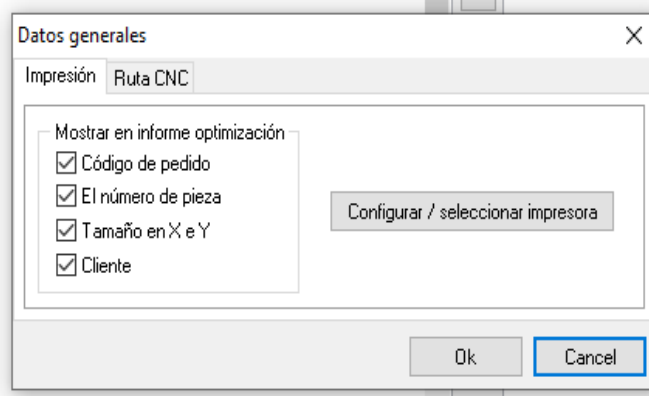 Datos generales
Impresión
Ruta CNC
Mostrar en informe optimización
Código de pedido
El número de pieza
Tamaño en X e Y
Cliente
Configurar / seleccionar impresora
Ok
Cancel